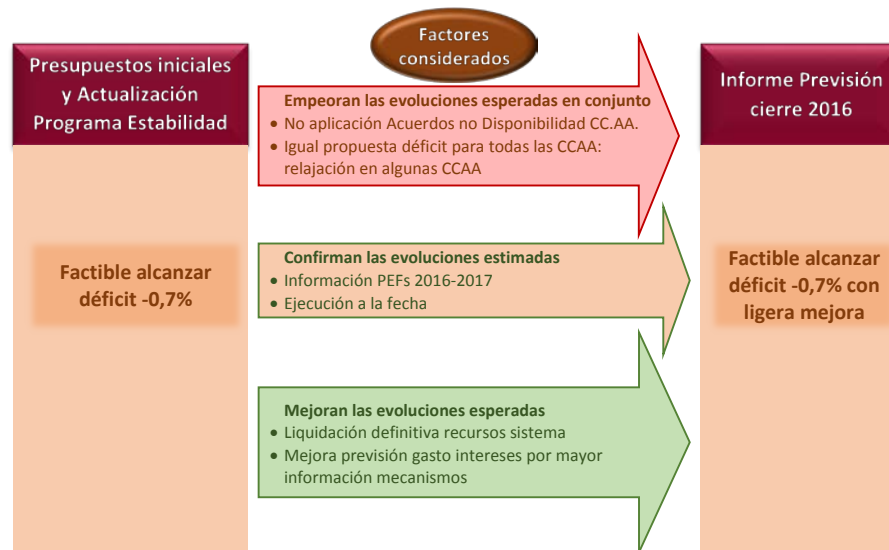 Factores
considerados
Presupuestos iniciales
y Actualización
Programa Estabilidad
Factible alcanzar
déficit -0,7%
Empeoran las evoluciones esperadas en conjunto
• No aplicación Acuerdos no Disponibilidad CC.AA.
• Igual propuesta déficit para todas las CCAA:
relajación en algunas CCAA
Confirman las evoluciones estimadas
• Información PEFs 2016-2017
• Ejecución a la fecha
Mejoran las evoluciones esperadas
• Liquidación definitiva recursos sistema
• Mejora previsión gasto intereses por mayor
información mecanismos
Informe Previsión
cierre 2016
Factible alcanzar
déficit -0,7% con
ligera mejora